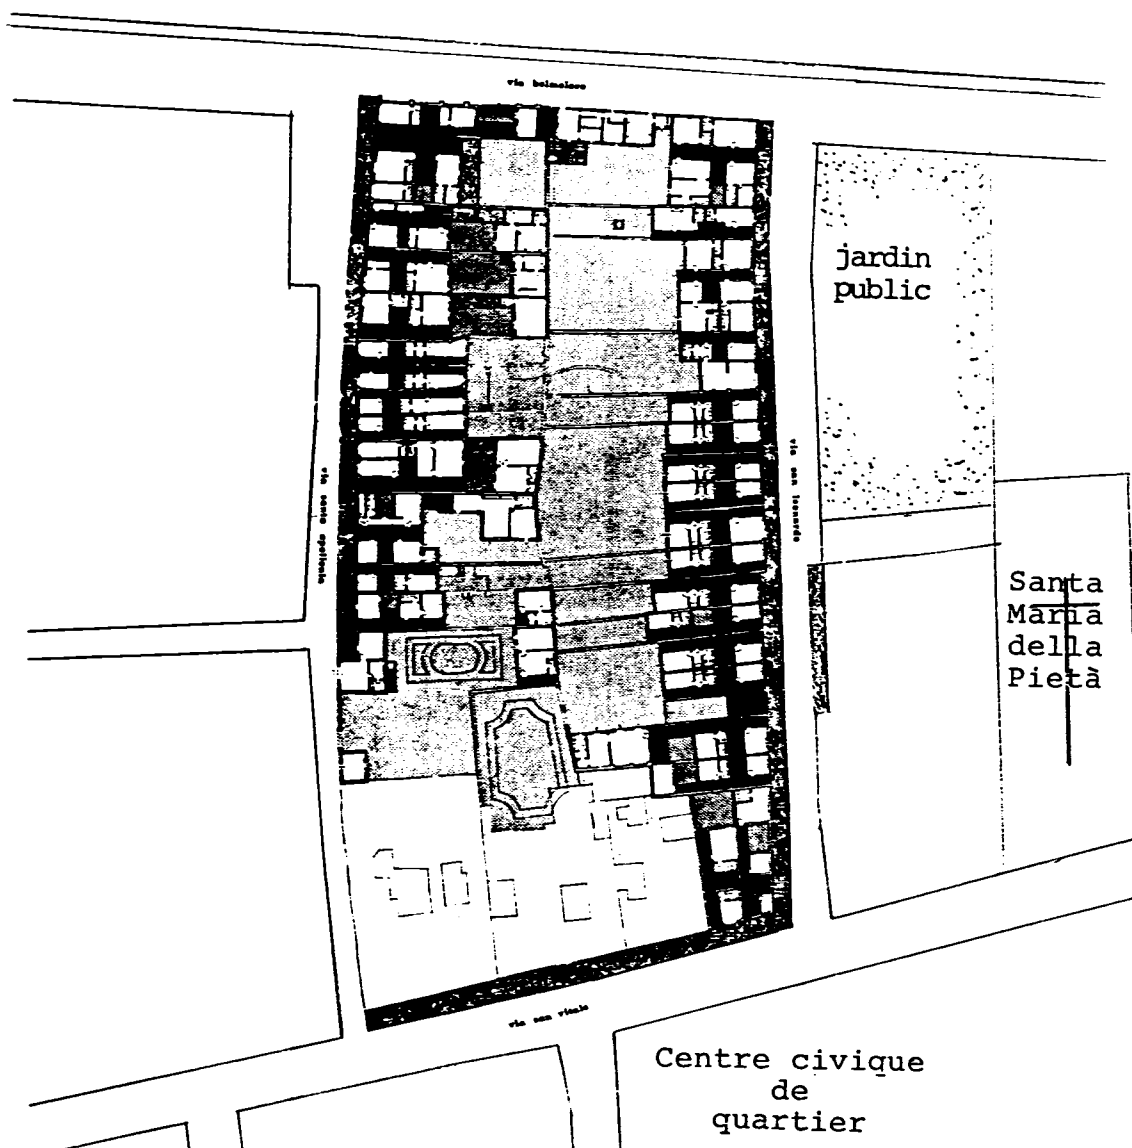 via belmeloro
jardin
public
via san leonardo
via santa apollonia
Santa
Maria
della
Pietà
via san vitale
Centre civique
de
quartier